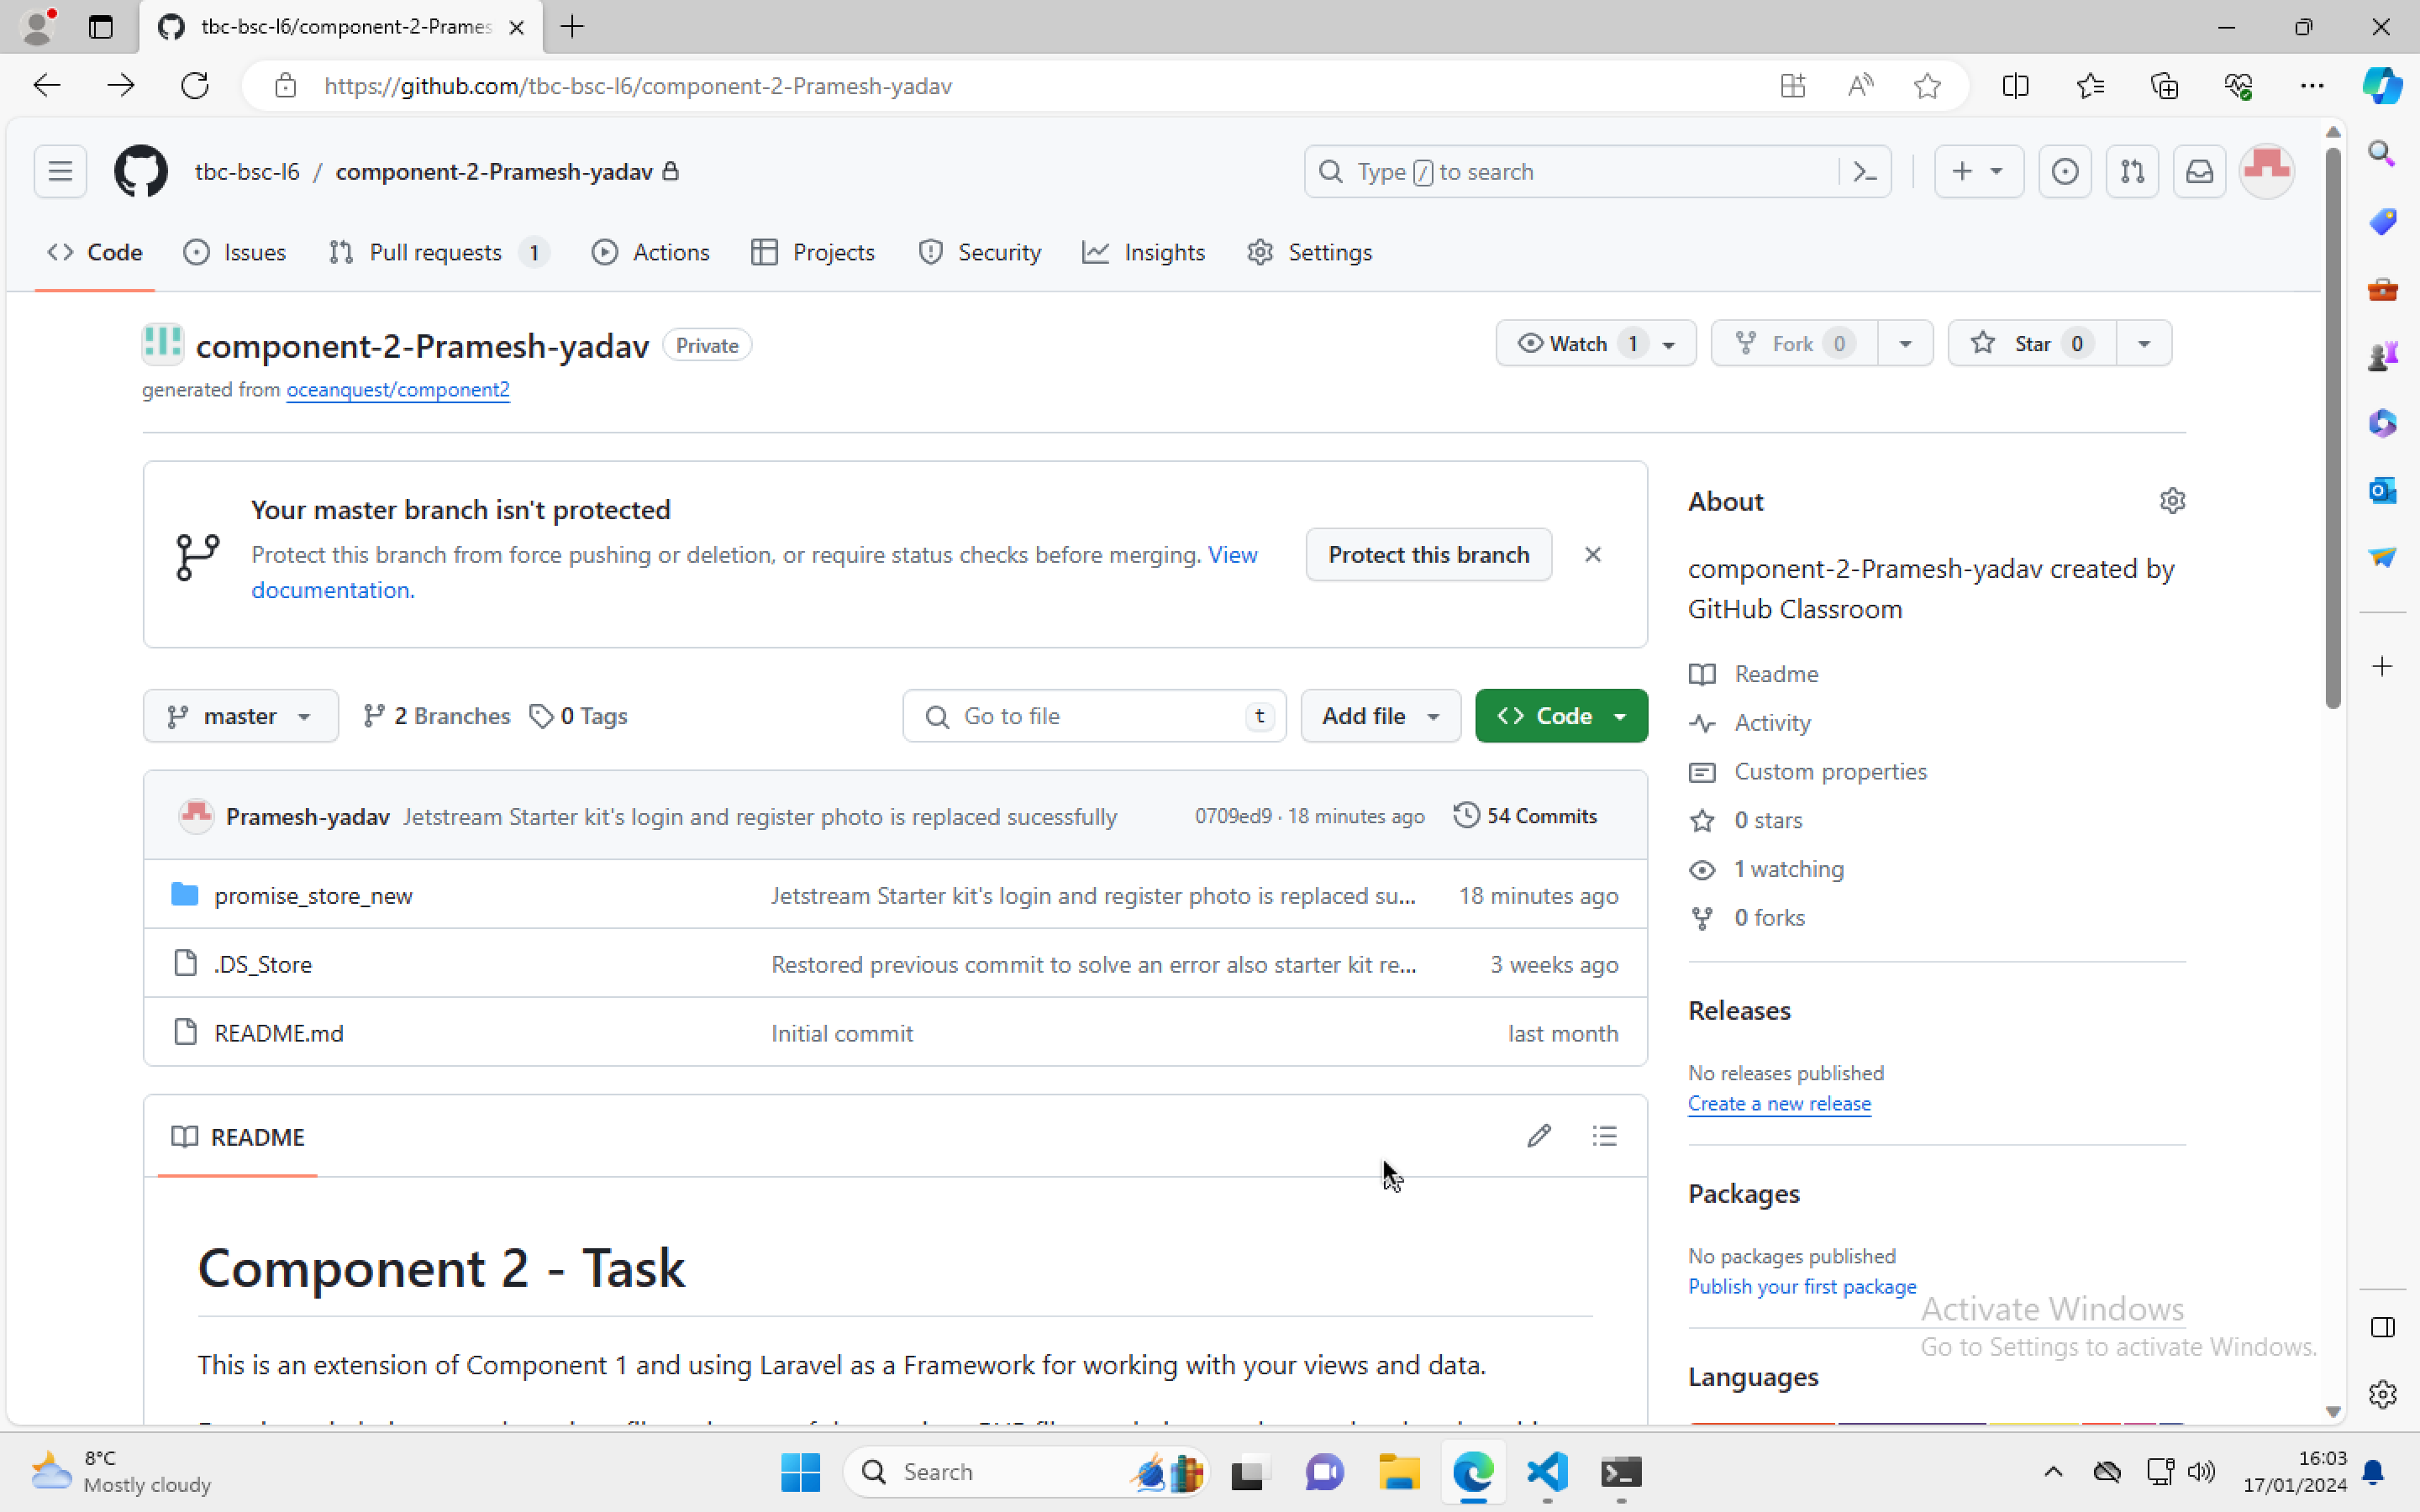 tbc-bsc-l6/component-2-Prames
https://github.com/tbc-bsc-l6/component-2-Pramesh-yadav
tbc-bsc-l6 / component-2-Pramesh-yadav
Type / to search
Code
Issues
Pull requests 1
Actions
Projects
Security
Insights
Settings
component-2-Pramesh-yadav Private
Watch 1
Fork 0
Star 0
generated from oceanquest/component2
Your master branch isn't protected
Protect this branch from force pushing or deletion, or require status checks before merging. View
documentation.
Protect this branch
About
component-2-Pramesh-yadav created by
GitHub Classroom
Readme
Activity
Custom properties
0 stars
1 watching
0 forks
master
2 Branches
0 Tags
Go to file t
Add file
Code
Pramesh-yadav Jetstream Starter kit's login and register photo is replaced sucessfully 0709ed9 · 18 minutes ago 54 Commits
promise_store_new Jetstream Starter kit's login and register photo is replaced su... 18 minutes ago
.DS_Store Restored previous commit to solve an error also starter kit re... 3 weeks ago
README.md Initial commit last month
Releases
No releases published
Create a new release
README
Packages
No packages published
Publish your first package
Component 2 - Task
This is an extension of Component 1 and using Laravel as a Framework for working with your views and data.
Languages
Activate Windows
Go to Settings to activate Windows.
8°C
Mostly cloudy
Search
16:03
17/01/2024